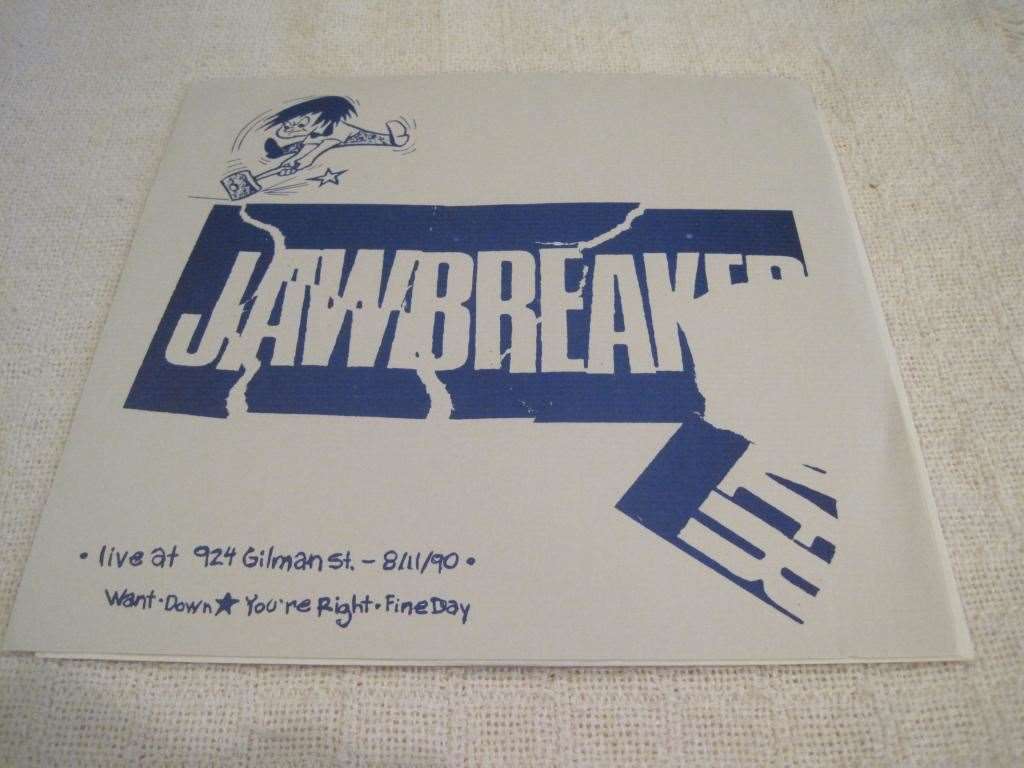 JAWBREAKER
• live at 924 Gilman St. – 8/11/90 •
Want • Down ★ You're Right • Fine Day